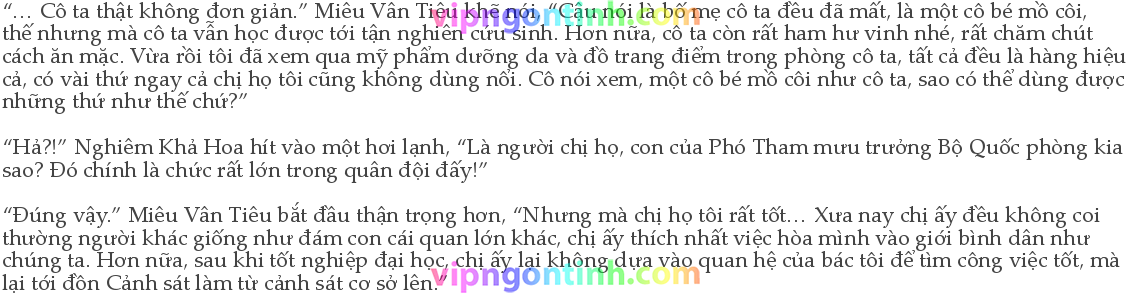 “… Cô ta thật không đơn giản.” Miêu Vân Tiêu khẽ nói, “Cậu nói là bố mẹ cô ta đều đã mất, là một cô bé mồ côi,
thế nhưng mà cô ta vẫn học được tới tận nghiên cứu sinh. Hơn nữa, cô ta còn rất ham hư vinh nhé, rất chăm chút
cách ăn mặc. Vừa rồi tôi đã xem qua mỹ phẩm dưỡng da và đồ trang điểm trong phòng cô ta, tất cả đều là hàng hiệu
cả, có vài thứ ngay cả chị họ tôi cũng không dùng nổi. Cô nói xem, một cô bé mồ côi như cô ta, sao có thể dùng được
những thứ như thế chứ?”
“Hả?!” Nghiêm Khả Hoa hít vào một hơi lạnh, “Là người chị họ, con của Phó Tham mưu trưởng Bộ Quốc phòng kia
sao? Đó chính là chức rất lớn trong quân đội đấy!”
“Đúng vậy.” Miêu Vân Tiêu bắt đầu thận trọng hơn, “Nhưng mà chị họ tôi rất tốt… Xưa nay chị ấy đều không coi
thường người khác giống như đám con cái quan lớn khác, chị ấy thích nhất việc hòa mình vào giới bình dân như
chúng ta. Hơn nữa, sau khi tốt nghiệp đại học, chị ấy lại không dựa vào quan hệ của bác tôi để tìm công việc tốt, mà
lại tới đồn Cảnh sát làm từ cảnh sát cơ sở lên.”
vipngontinh.com
vipngontinh.com